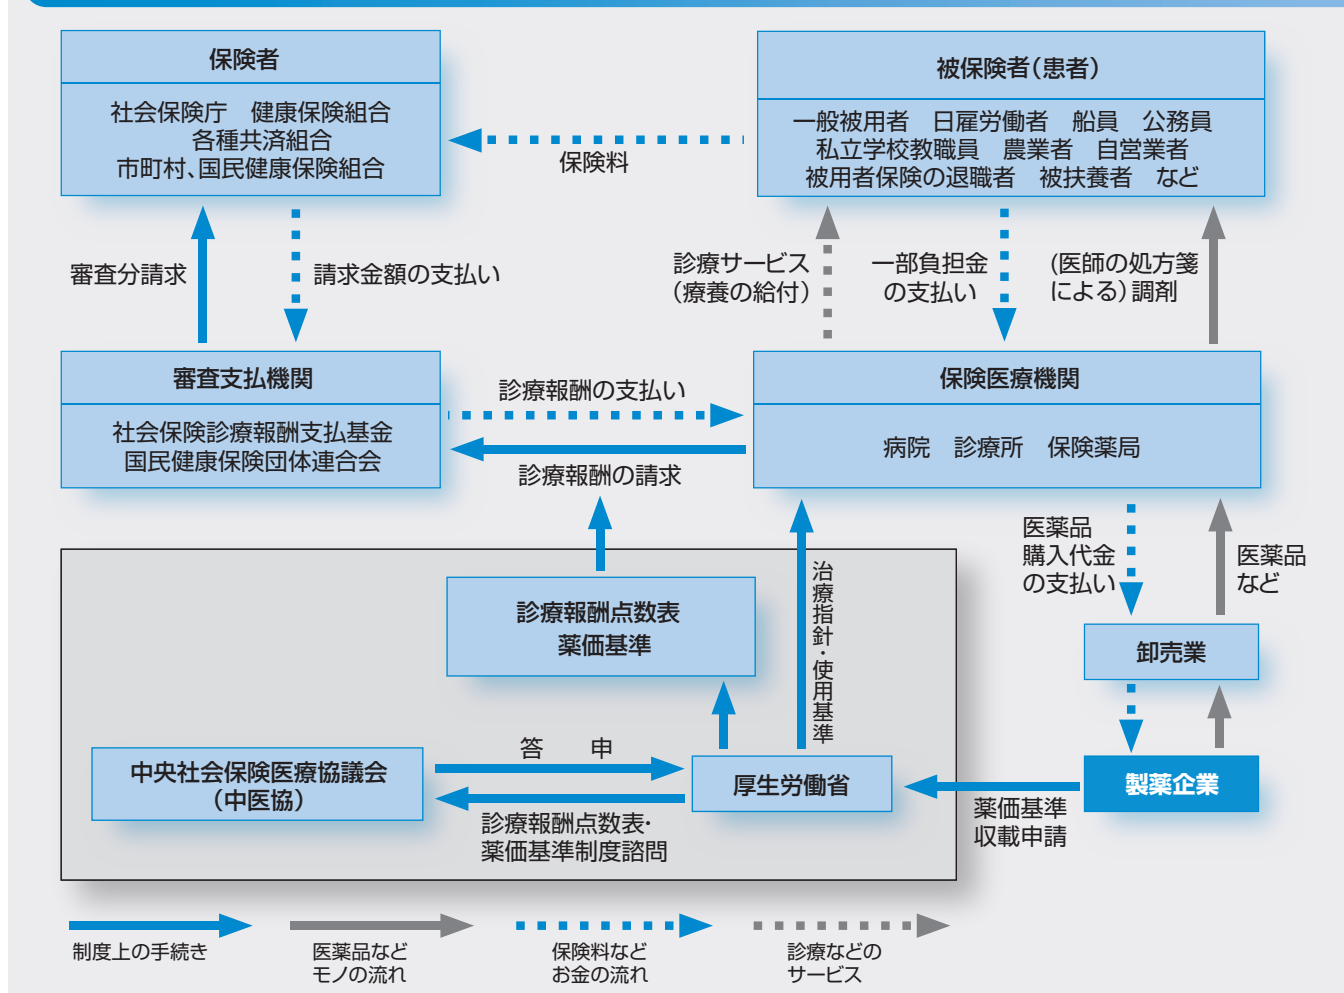 保険者
社会保険庁　健康保険組合
各種共済組合
市町村、国民健康保険組合
被保険者（患者）
一般被用者　日雇労働者　船員　公務員
私立学校教職員　農業者　自営業者
被用者保険の退職者　被扶養者　など
保険料
審査分請求
請求金額の支払い
診療サービス
（療養の給付）
一部負担金
の支払い
(医師の処方箋
による）調剤
審査支払機関
社会保険診療報酬支払基金
国民健康保険団体連合会
診療報酬の支払い
診療報酬の請求
保険医療機関
病院　診療所　保険薬局
診療報酬点数表
薬価基準
治療指針・使用基準
医薬品
購入代金
の支払い
医薬品
など
卸売業
中央社会保険医療協議会
（中医協）
答　申
診療報酬点数表・
薬価基準制度諮問
厚生労働省
薬価基準
収載申請
製薬企業
制度上の手続き
医薬品など
モノの流れ
保険料など
お金の流れ
診療などの
サービス